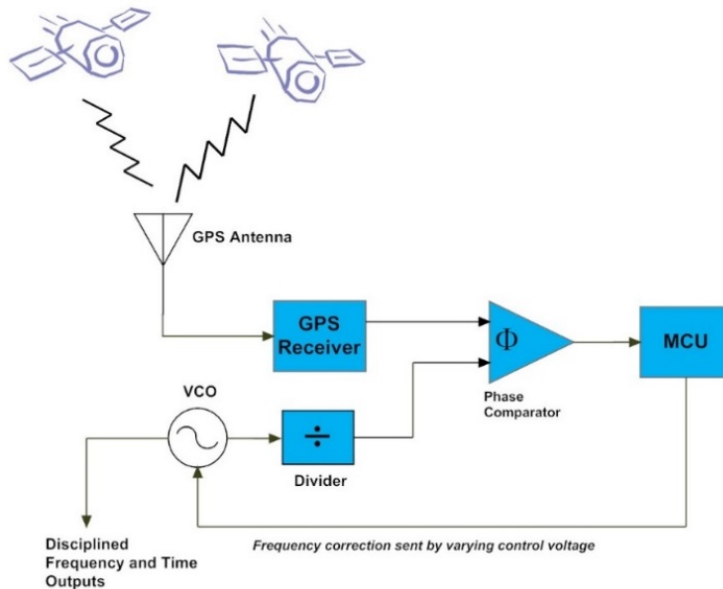 GPS Antenna
GPS
Receiver
Φ
MCU
Phase
Comparator
VCO
÷
Divider
Disciplined
Frequency and Time
Outputs
Frequency correction sent by varying control voltage